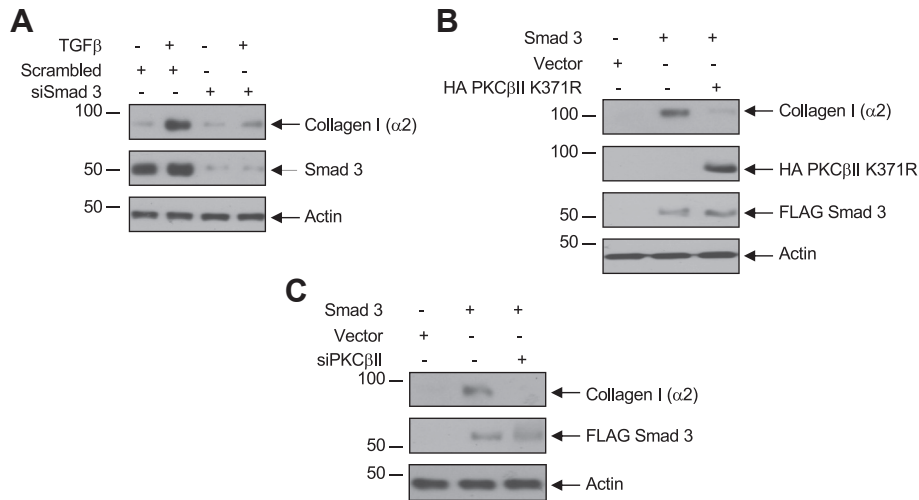 A
TGFβ - + - +
Scrambled + + - -
siSmad 3 - - + +
100
Collagen I (α2)
50
Smad 3
50
Actin
B
Smad 3 - + +
Vector + - -
HA PKCβII K371R - - +
100
Collagen I (α2)
100
HA PKCβII K371R
50
FLAG Smad 3
50
Actin
C
Smad 3 - + +
Vector + - -
siPKCβII - - +
100
Collagen I (α2)
50
FLAG Smad 3
50
Actin